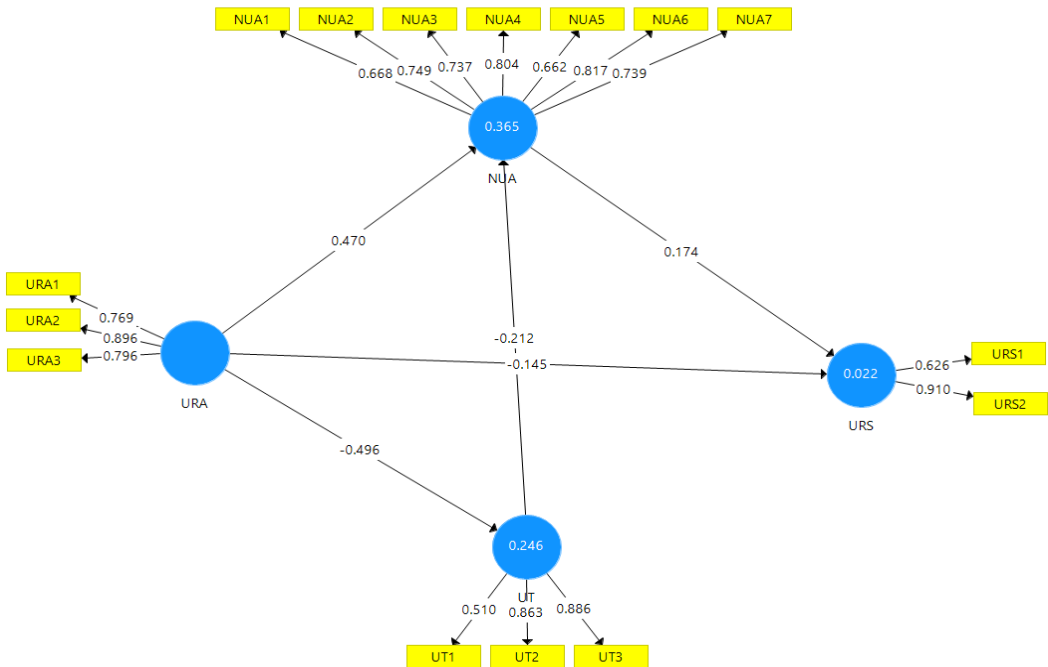 NUA1 NUA2 NUA3 NUA4 NUA5 NUA6 NUA7
0.668 0.749 0.737 0.804 0.662 0.817 0.739
0.365
NUA
0.470
0.174
URA1
URA2
URA3
0.769
0.896
0.796
URA
-0.212
-0.145
0.022
URS
0.626
0.910
URS1
URS2
-0.496
0.246
UT
0.510 0.863 0.886
UT1 UT2 UT3